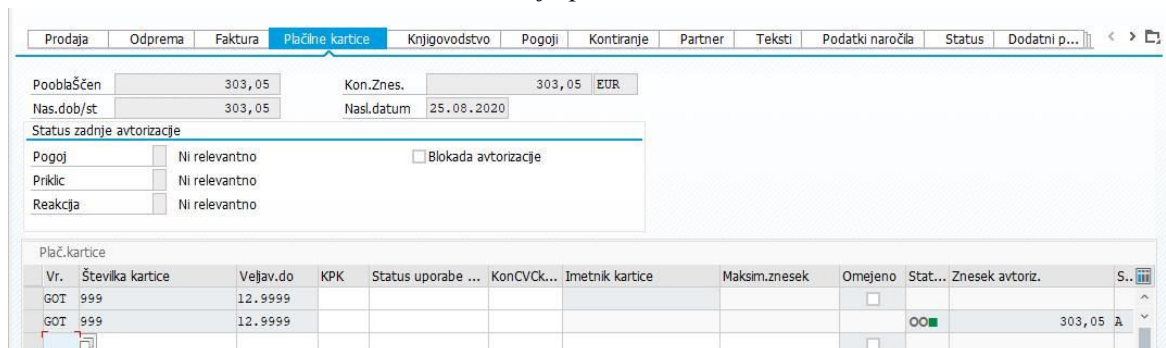 Prodaja Odprema Faktura Plačilne kartice Knjigovodstvo Pogoji Kontiranje Partner Teksti Podatki naročila Status Dodatni p...
PooblaŠčen 303,05 Kon.Znes. 303,05 EUR
Nas.dob/st 303,05 Nasl.datum 25.08.2020
Status zadnje avtorizacije
Pogoj Ni relevantno Blokada avtorizacije
Priklic Ni relevantno
Reakcija Ni relevantno
Plač.kartice
Vr. Številka kartice Veljav.do KPK Status uporabe ... KonCVCk... Imetnik kartice Maksim.znesek Omejeno Stat... Znesek avtoriz. S..
GOT 999 12.9999
GOT 999 12.9999 303,05 A